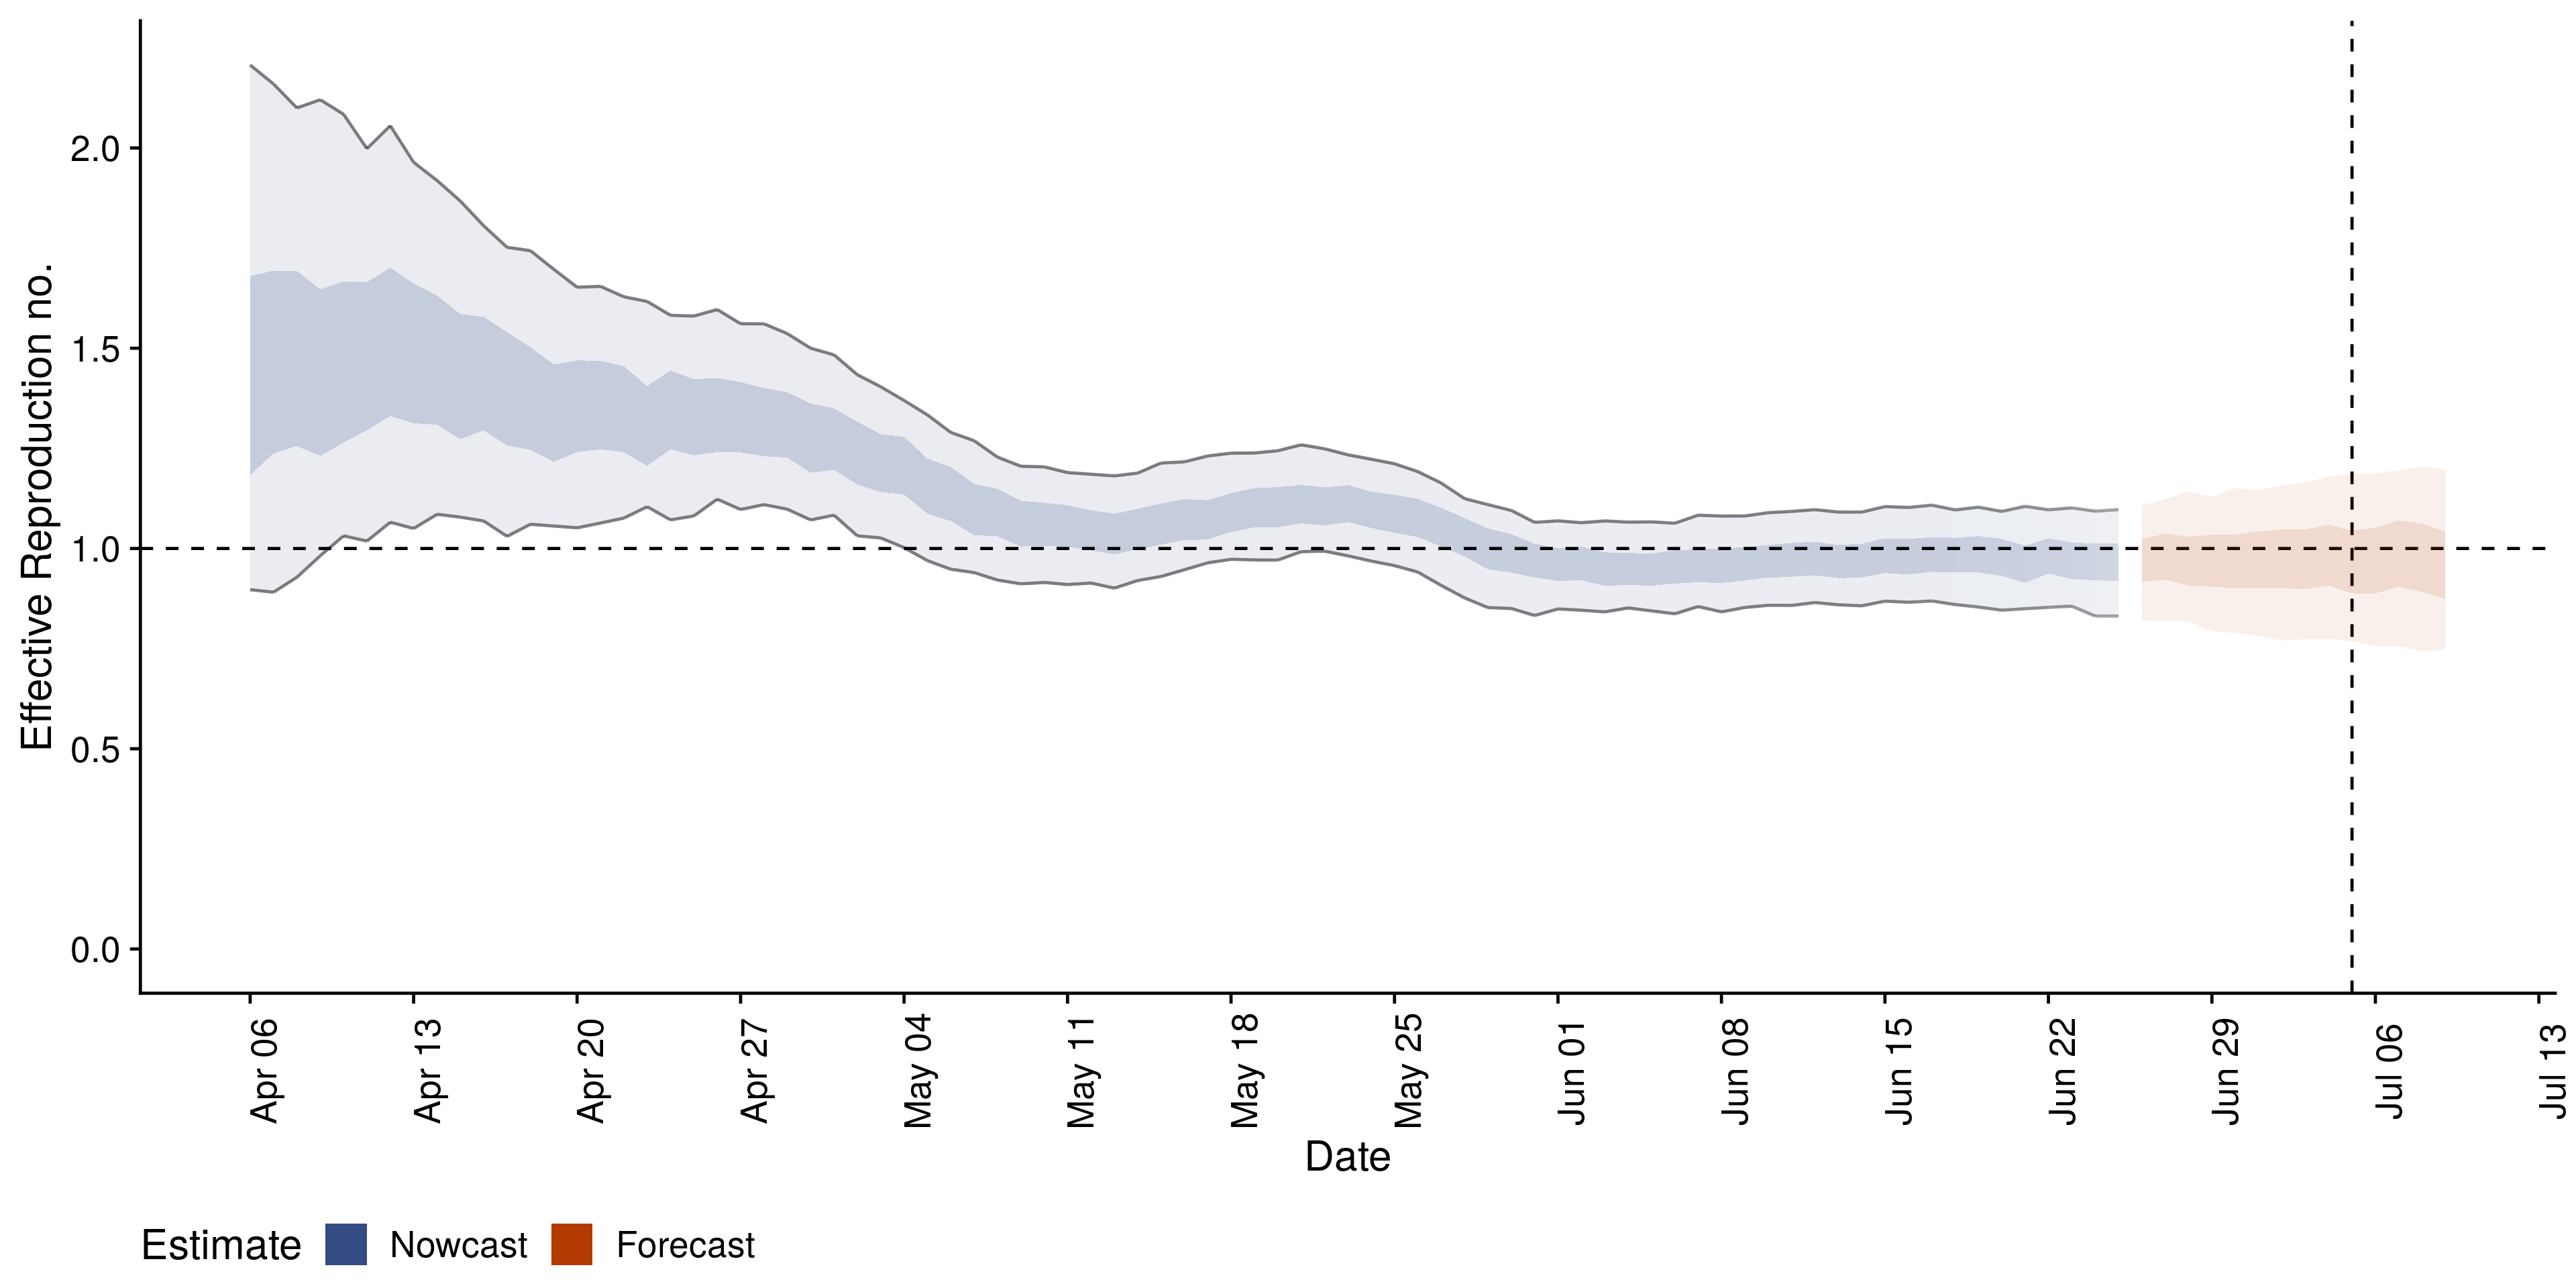 Effective Reproduction no.
2.0
1.5
1.0
0.5
0.0
Apr 06
Apr 13
Apr 20
Apr 27
May 04
May 11
May 18
May 25
Jun 01
Jun 08
Jun 15
Jun 22
Jun 29
Jul 06
Jul 13
Date
Estimate Nowcast Forecast